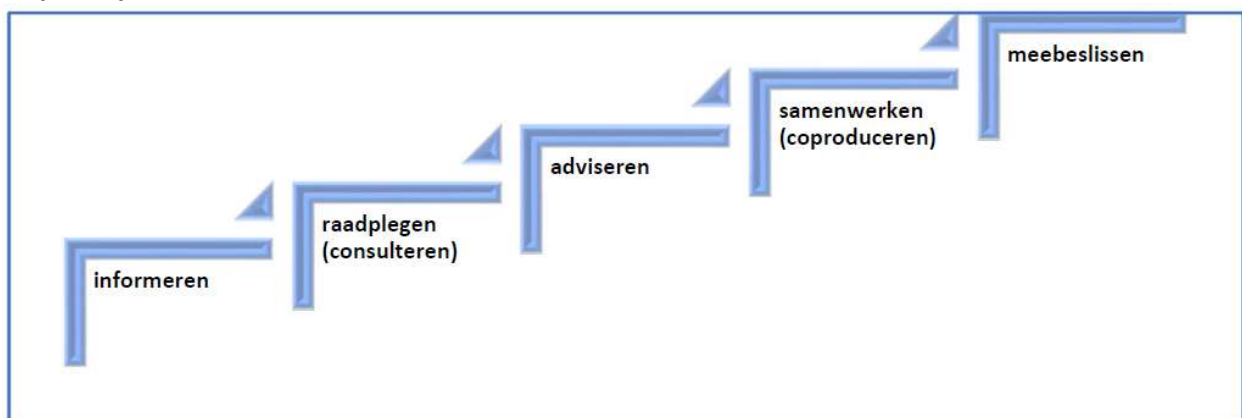 meebeslissen
samenwerken
(coproduceren)
adviseren
raadplegen
(consulteren)
informeren